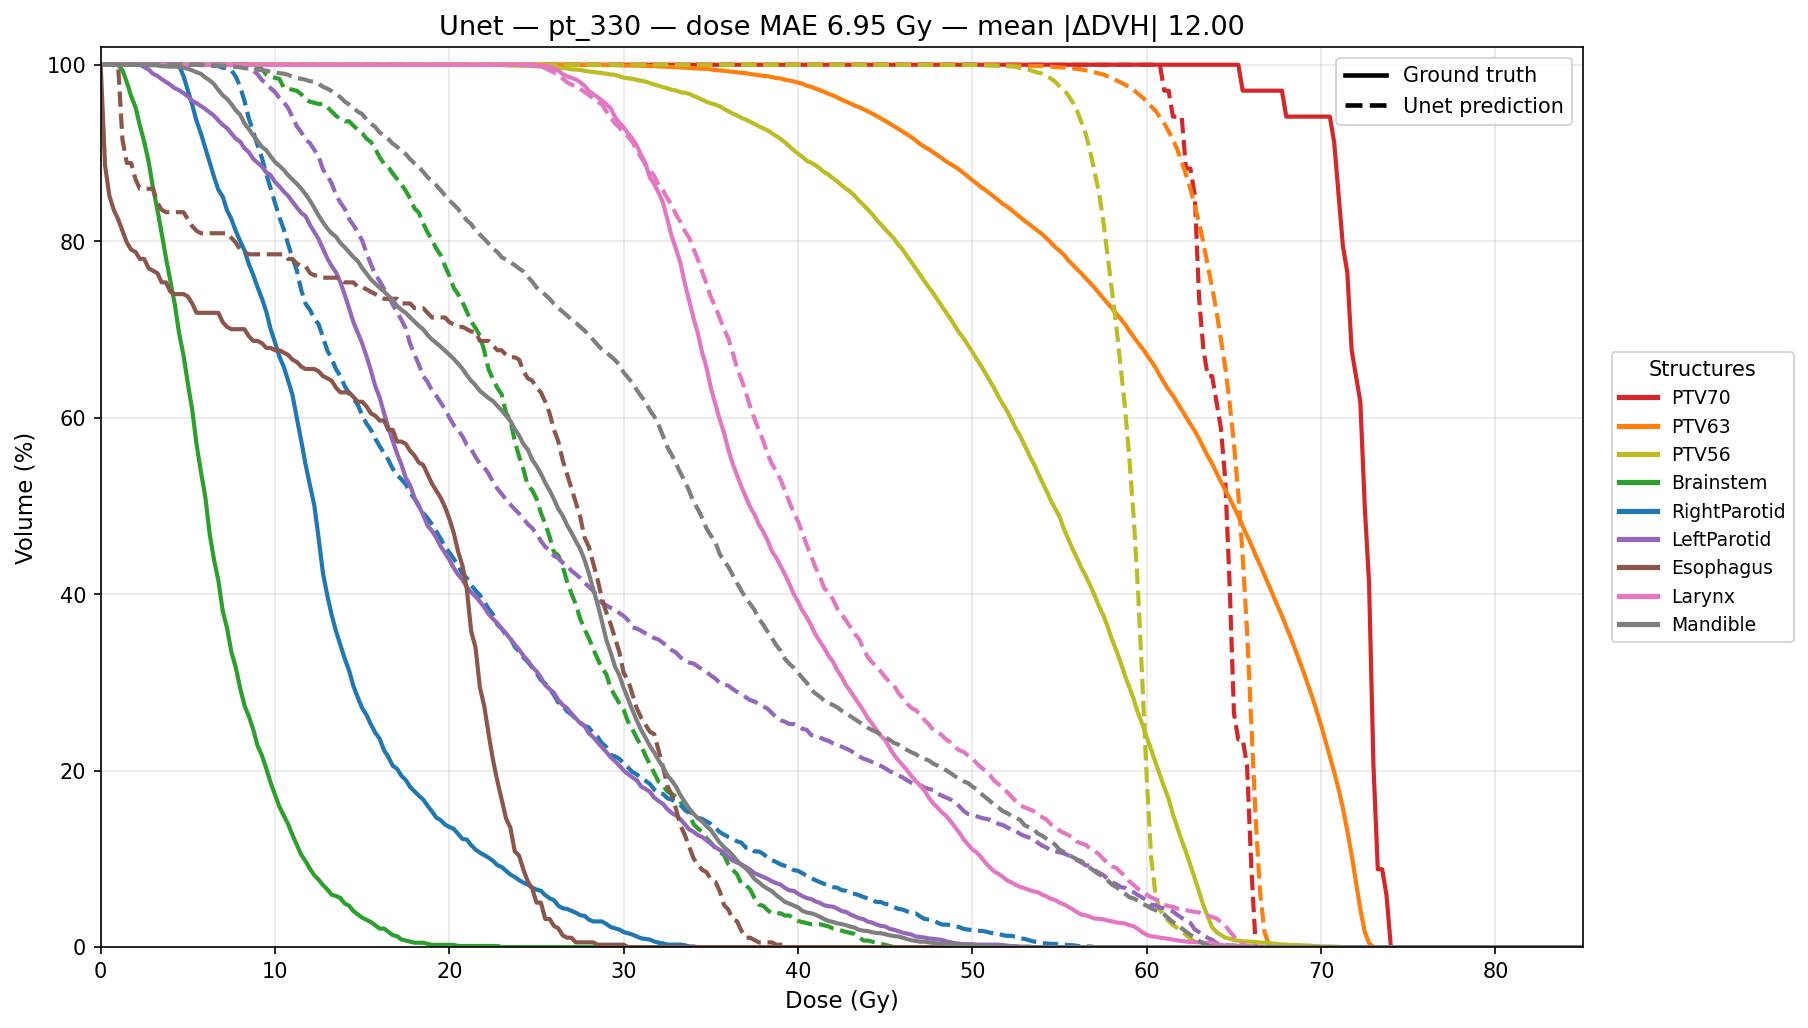 Unet — pt_330 — dose MAE 6.95 Gy — mean |ΔDVH| 12.00
Ground truth
Unet prediction
Volume (%)
100
80
60
40
20
0
0 10 20 30 40 50 60 70 80
Dose (Gy)
Structures
PTV70
PTV63
PTV56
Brainstem
RightParotid
LeftParotid
Esophagus
Larynx
Mandible